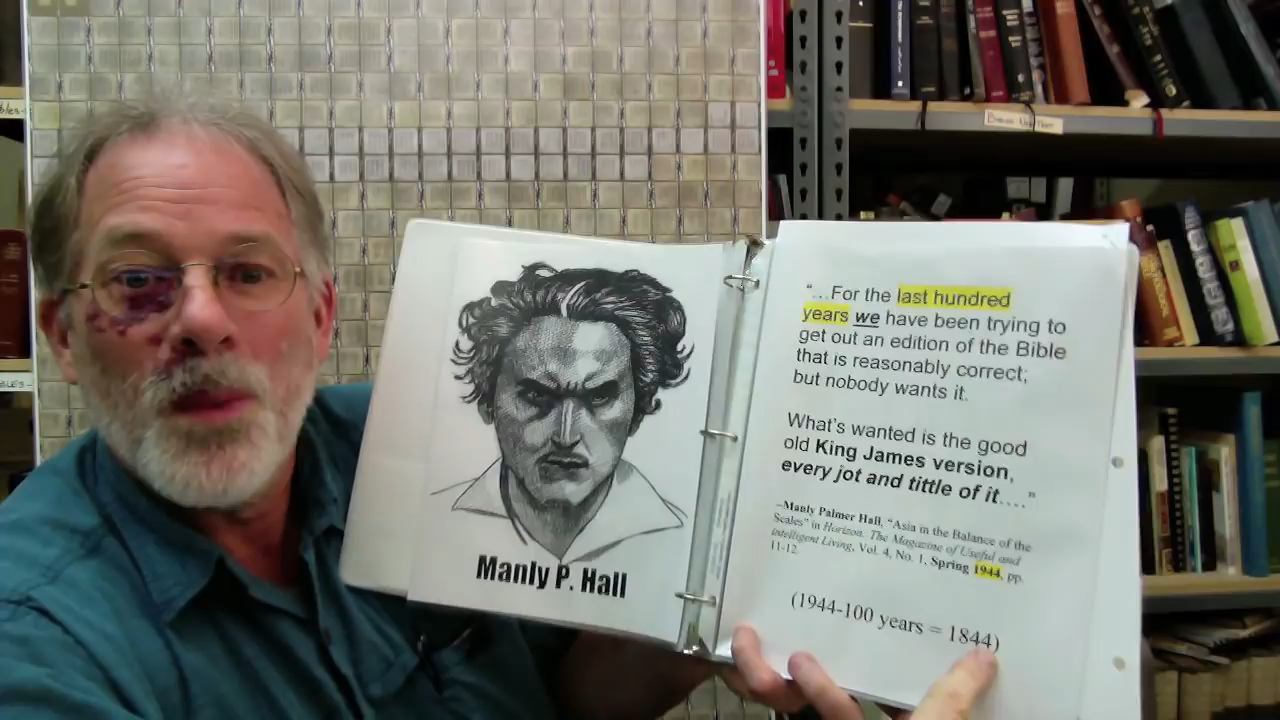 Manly P. Hall
"…For the last hundred
years we have been trying to
get out an edition of the Bible
that is reasonably correct;
but nobody wants it.
What's wanted is the good
old King James version,
every jot and tittle of it…."
–Manly Palmer Hall, "Asia in the Balance of the
Scales" in Horizon. The Magazine of Useful and
intelligent Living, Vol. 4, No. 1, Spring 1944, pp.
11-12.
(1944-100 years = 1844)